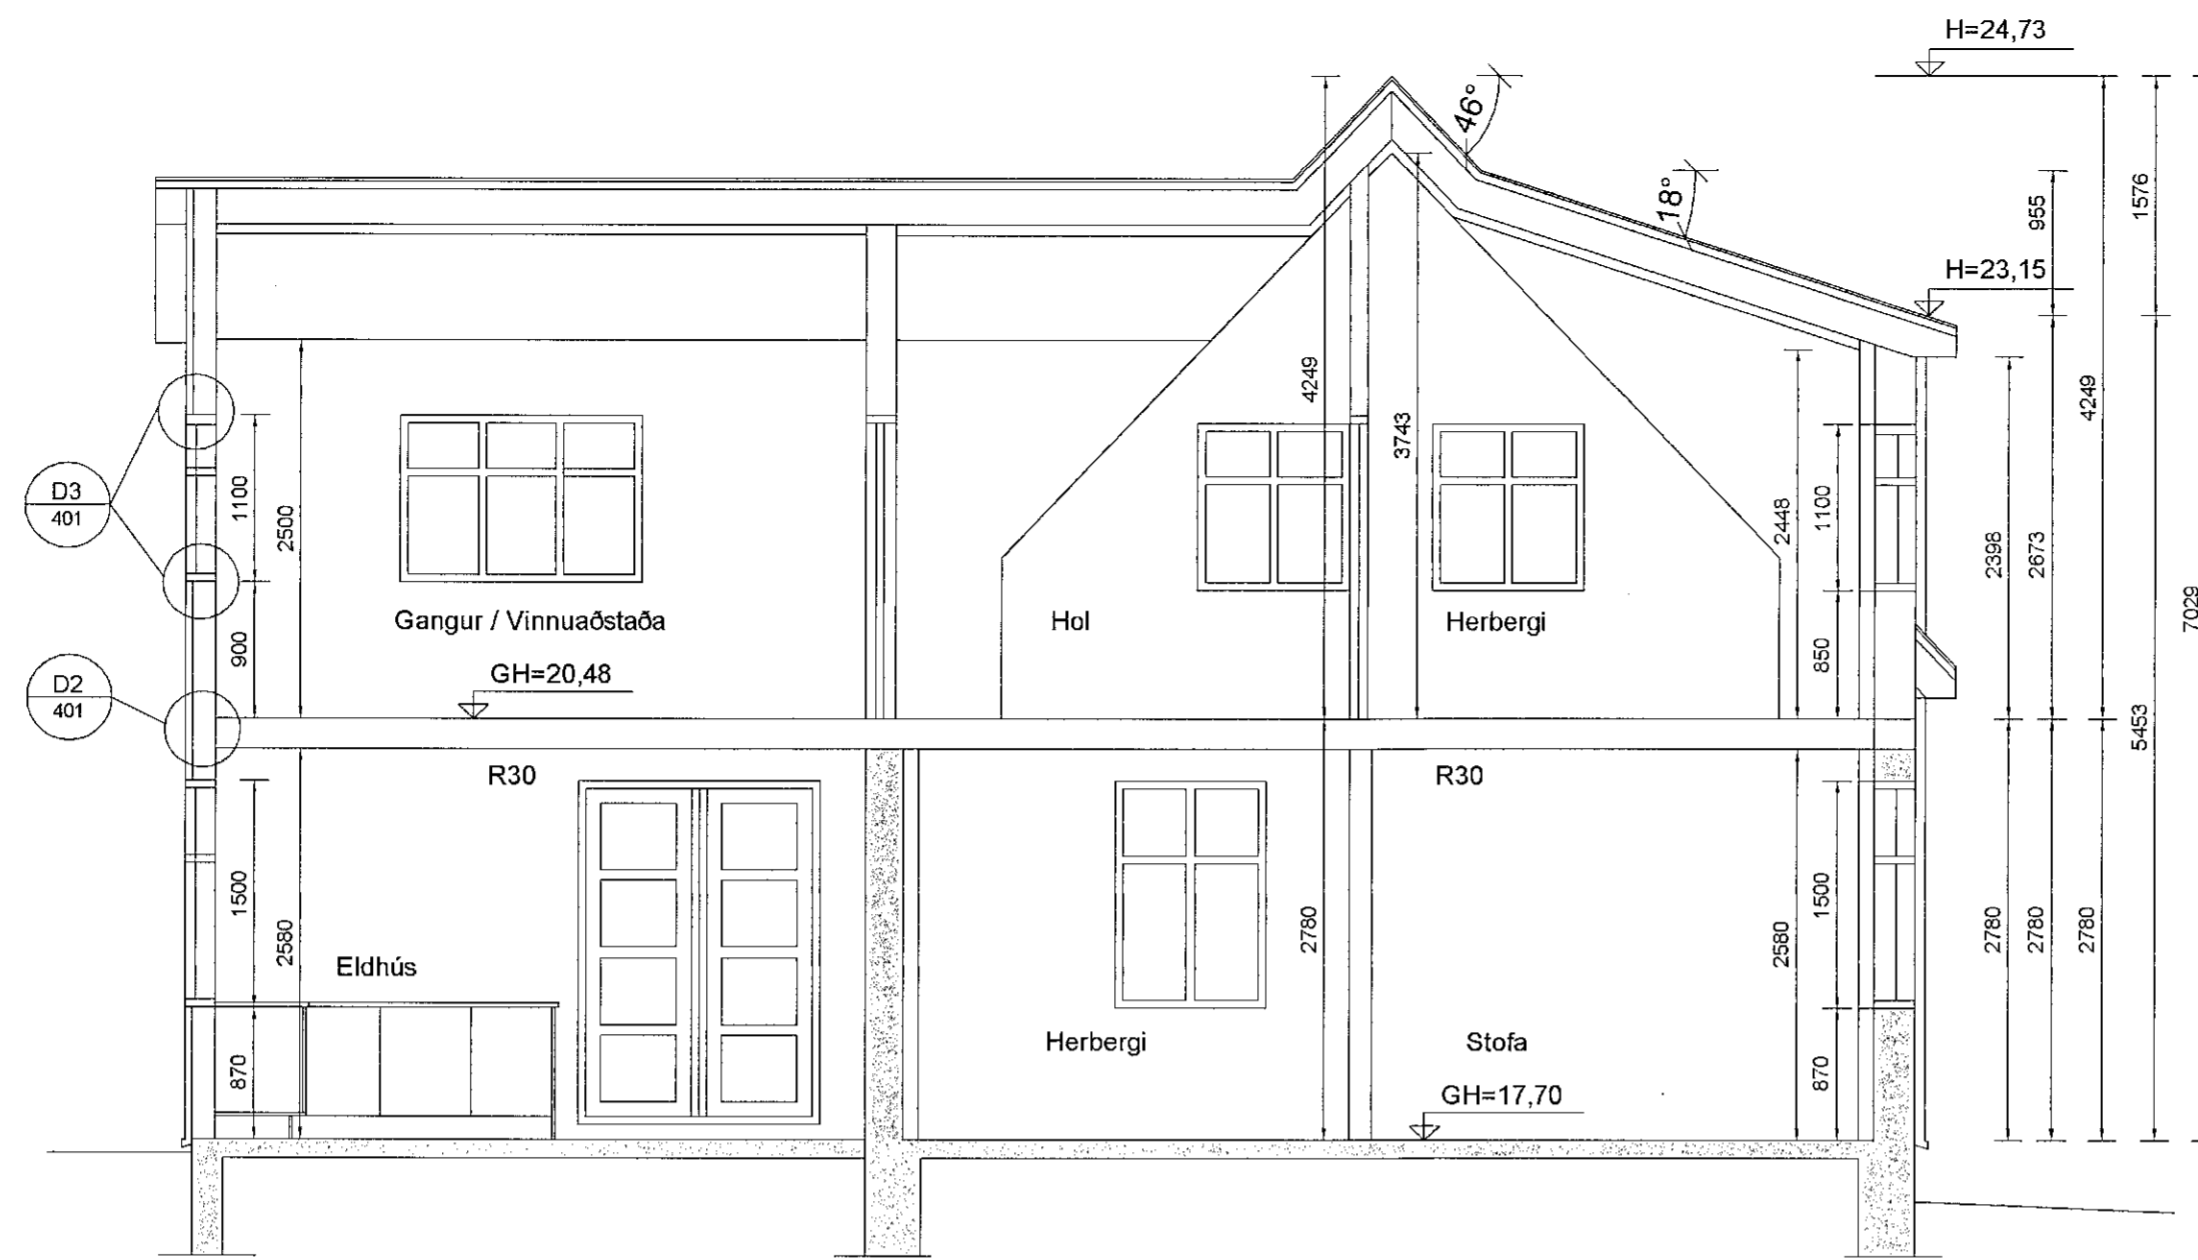 H=24,73
46°
18°
955
1576
H=23,15
4249
4249
3743
2448
1100
2398
2673
7029
D3
401
1100
2500
Gangur / Vinnuaðstaða
Hol
Herbergi
900
850
GH=20,48
D2
401
5453
R30
R30
1500
2580
Eldhús
2780
2580
1500
2780
2780
2780
Herbergi
Stofa
870
870
GH=17,70